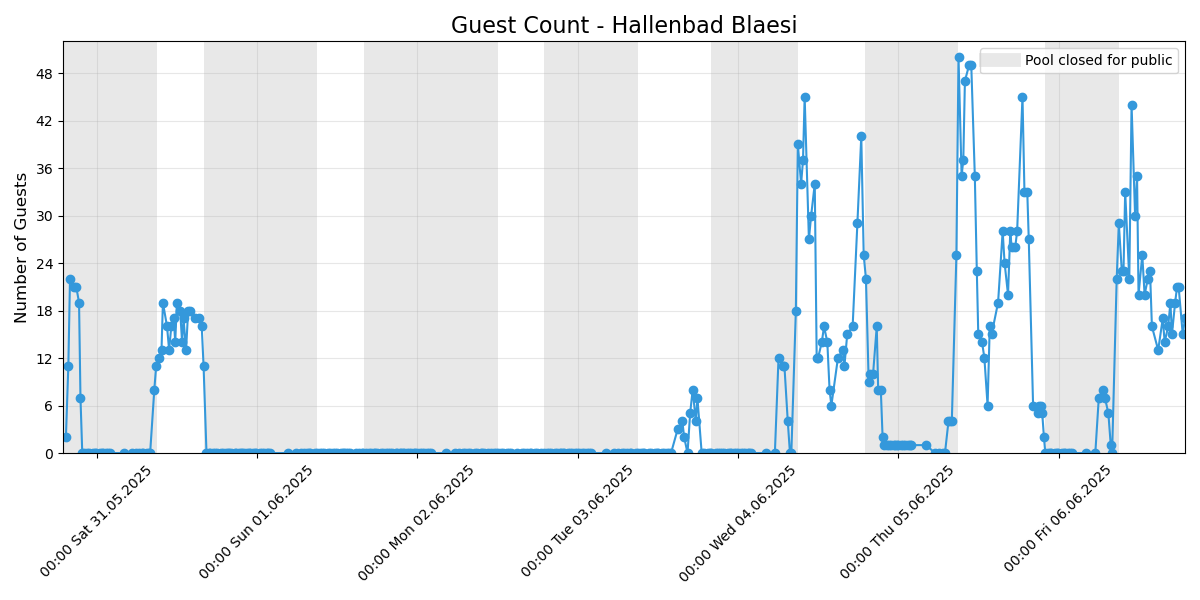 Guest Count - Hallenbad Blaesi
Pool closed for public
Number of Guests
48
42
36
30
24
18
12
6
0
00:00 Sat 31.05.2025
00:00 Sun 01.06.2025
00:00 Mon 02.06.2025
00:00 Tue 03.06.2025
00:00 Wed 04.06.2025
00:00 Thu 05.06.2025
00:00 Fri 06.06.2025